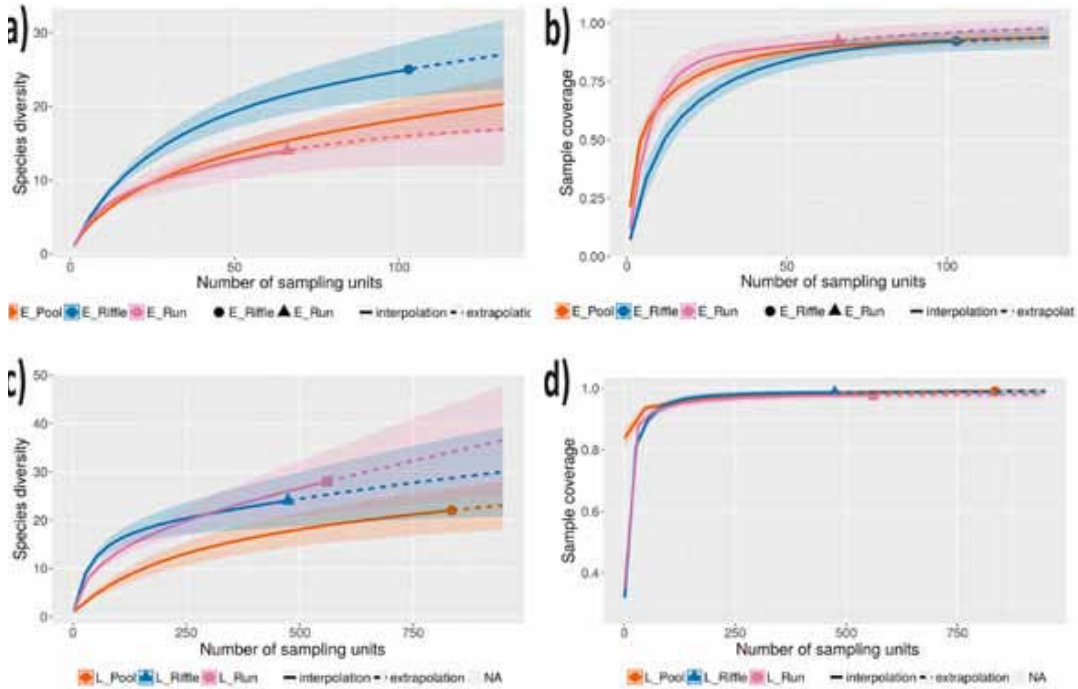 a)
30
20
10
0
Species diversity
0 50 100
Number of sampling units
E_Pool E_Riffle E_Run E_Riffle E_Run interpolation extrapolatic
b)
1.00
0.75
0.50
0.25
0.00
Sample coverage
0 50 100
Number of sampling units
E_Pool E_Riffle E_Run E_Riffle E_Run interpolation extrapolat
c)
50
40
30
20
10
0
Species diversity
0 250 500 750
Number of sampling units
L_Pool L_Riffle L_Run interpolation extrapolation NA
d)
1.0
0.8
0.6
0.4
Sample coverage
0 250 500 750
Number of sampling units
L_Pool L_Riffle L_Run interpolation extrapolation NA